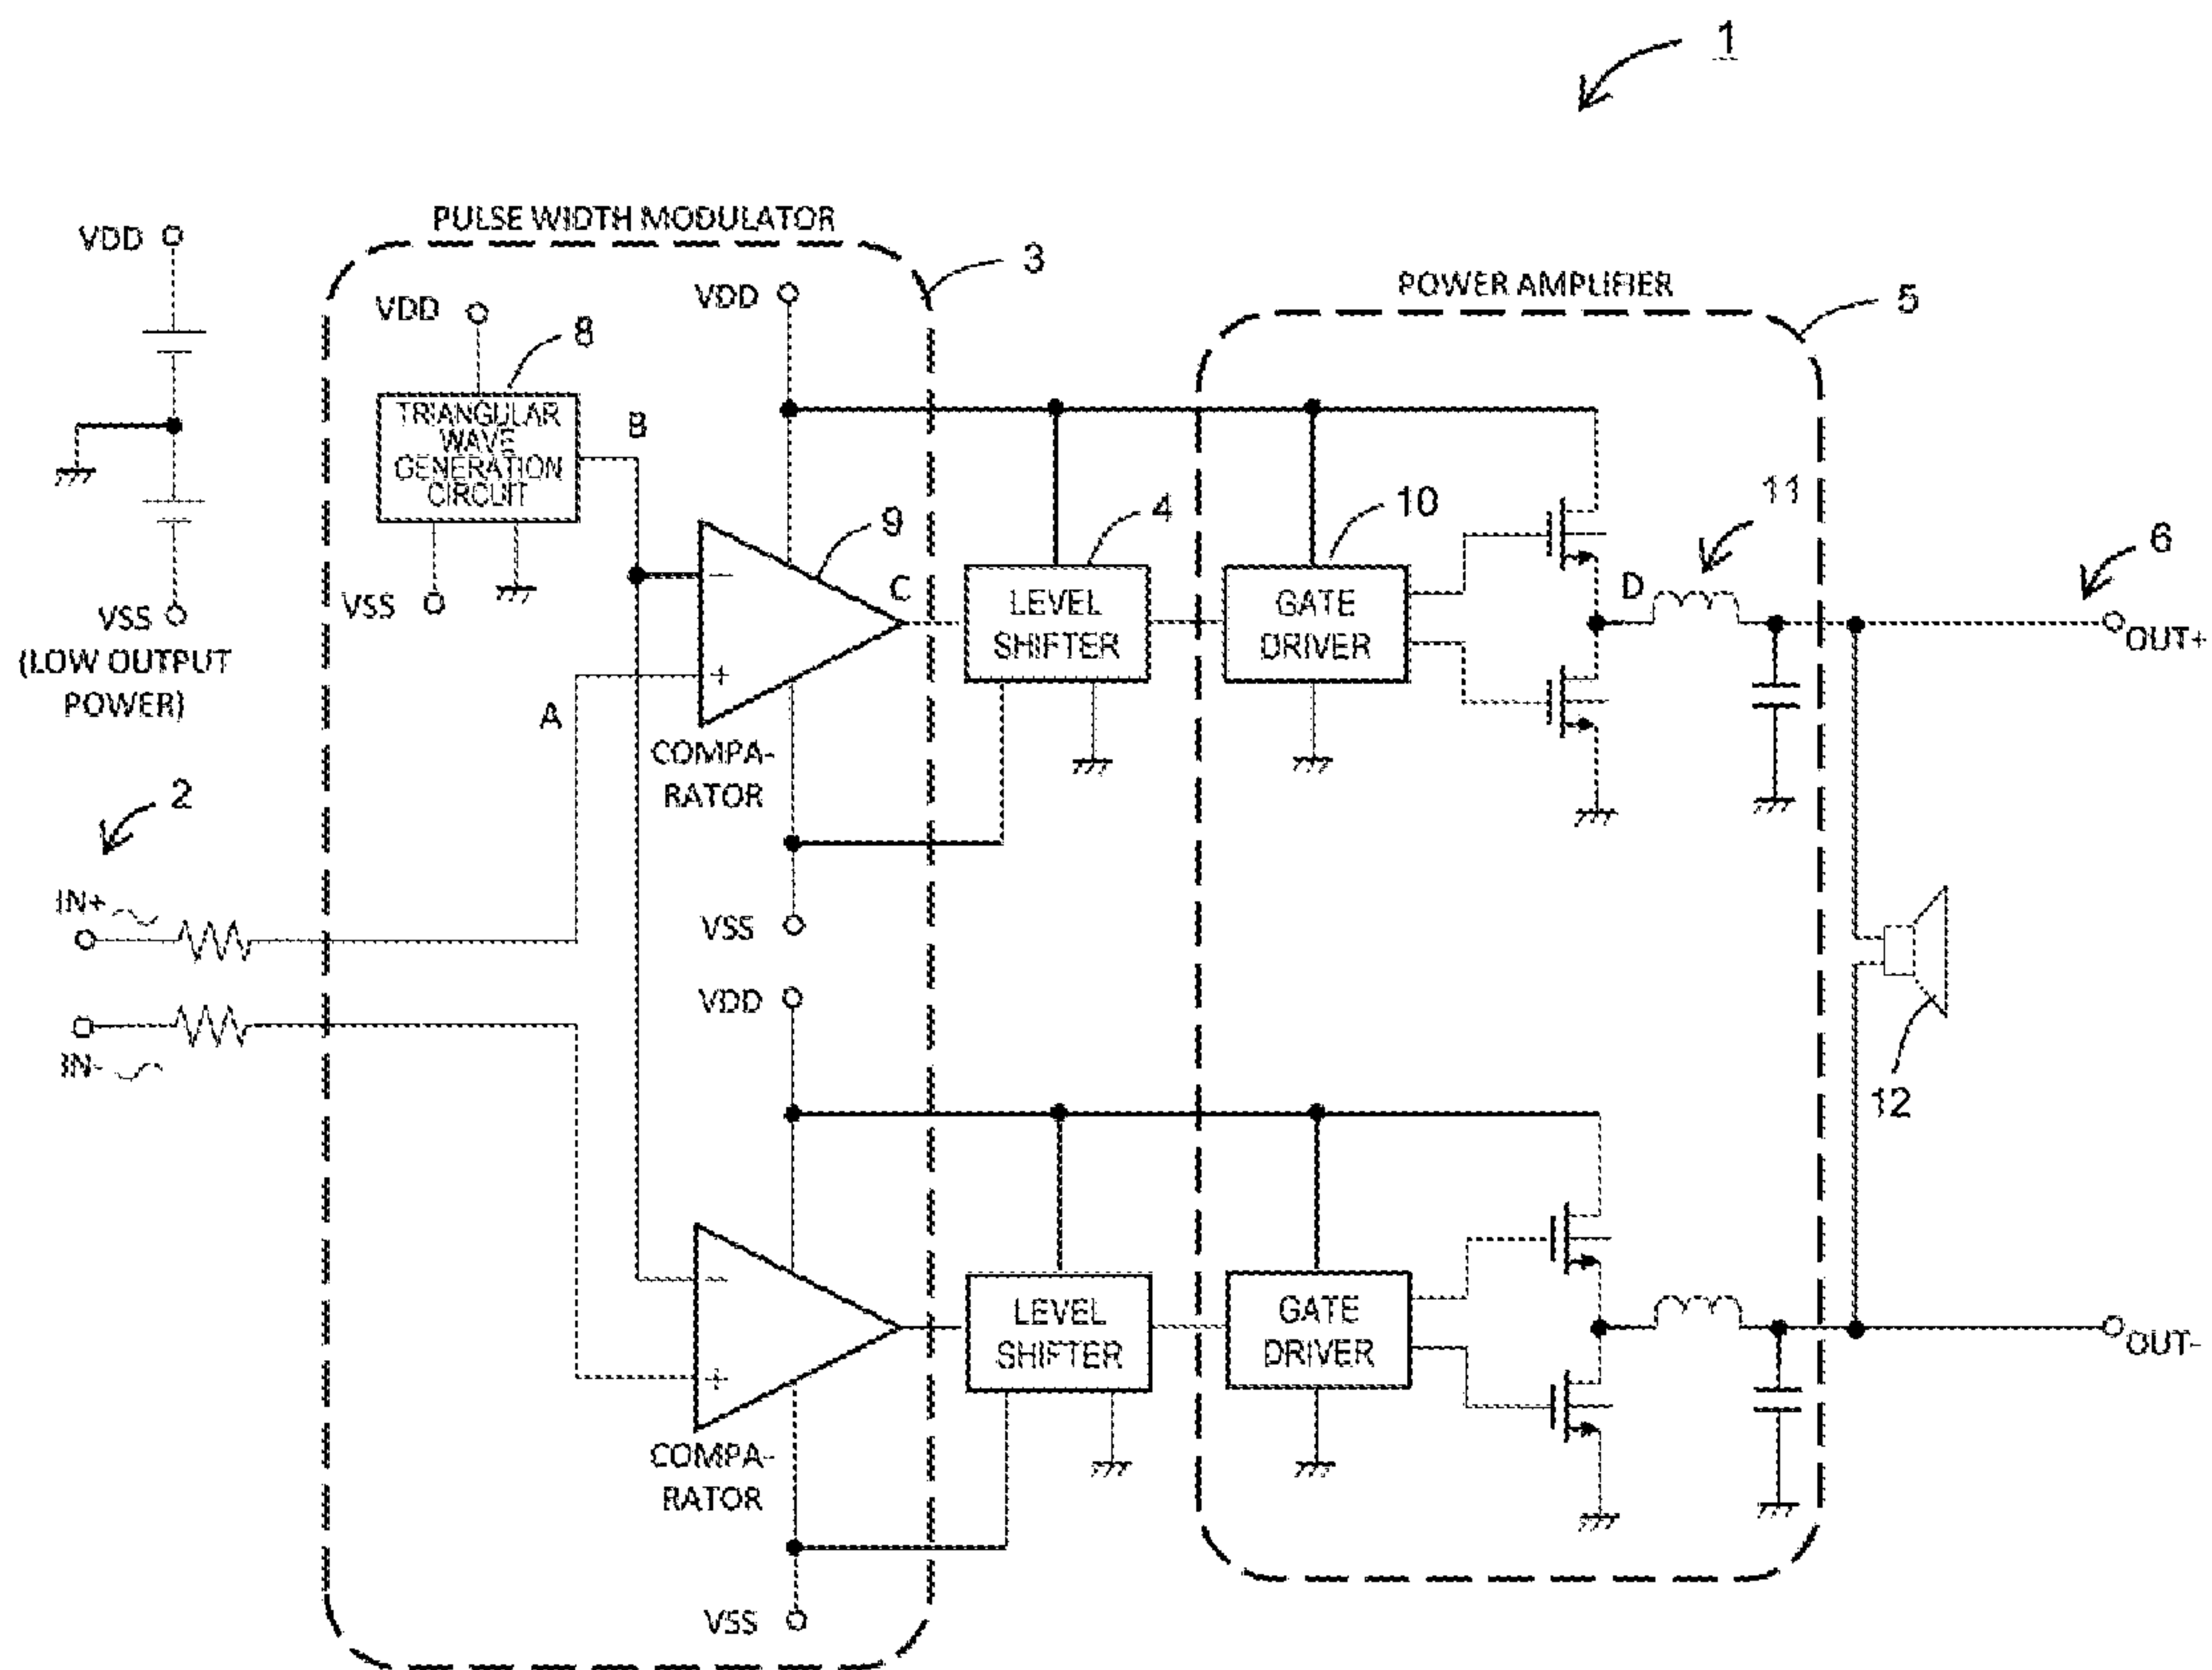 1
PULSE WIDTH MODULATOR
3
POWER AMPLIFIER
5
VDD
VDD
8
VDD
TRIANGULAR
WAVE
GENERATION
CIRCUIT
B
VSS
VSS
(LOW OUTPUT
POWER)
9
−
+
A
C
COMPA-
RATOR
4
LEVEL
SHIFTER
10
GATE
DRIVER
11
D
6
OUT+
2
IN+
IN-
VSS
VDD
12
−
+
COMPA-
RATOR
LEVEL
SHIFTER
GATE
DRIVER
OUT-
VSS